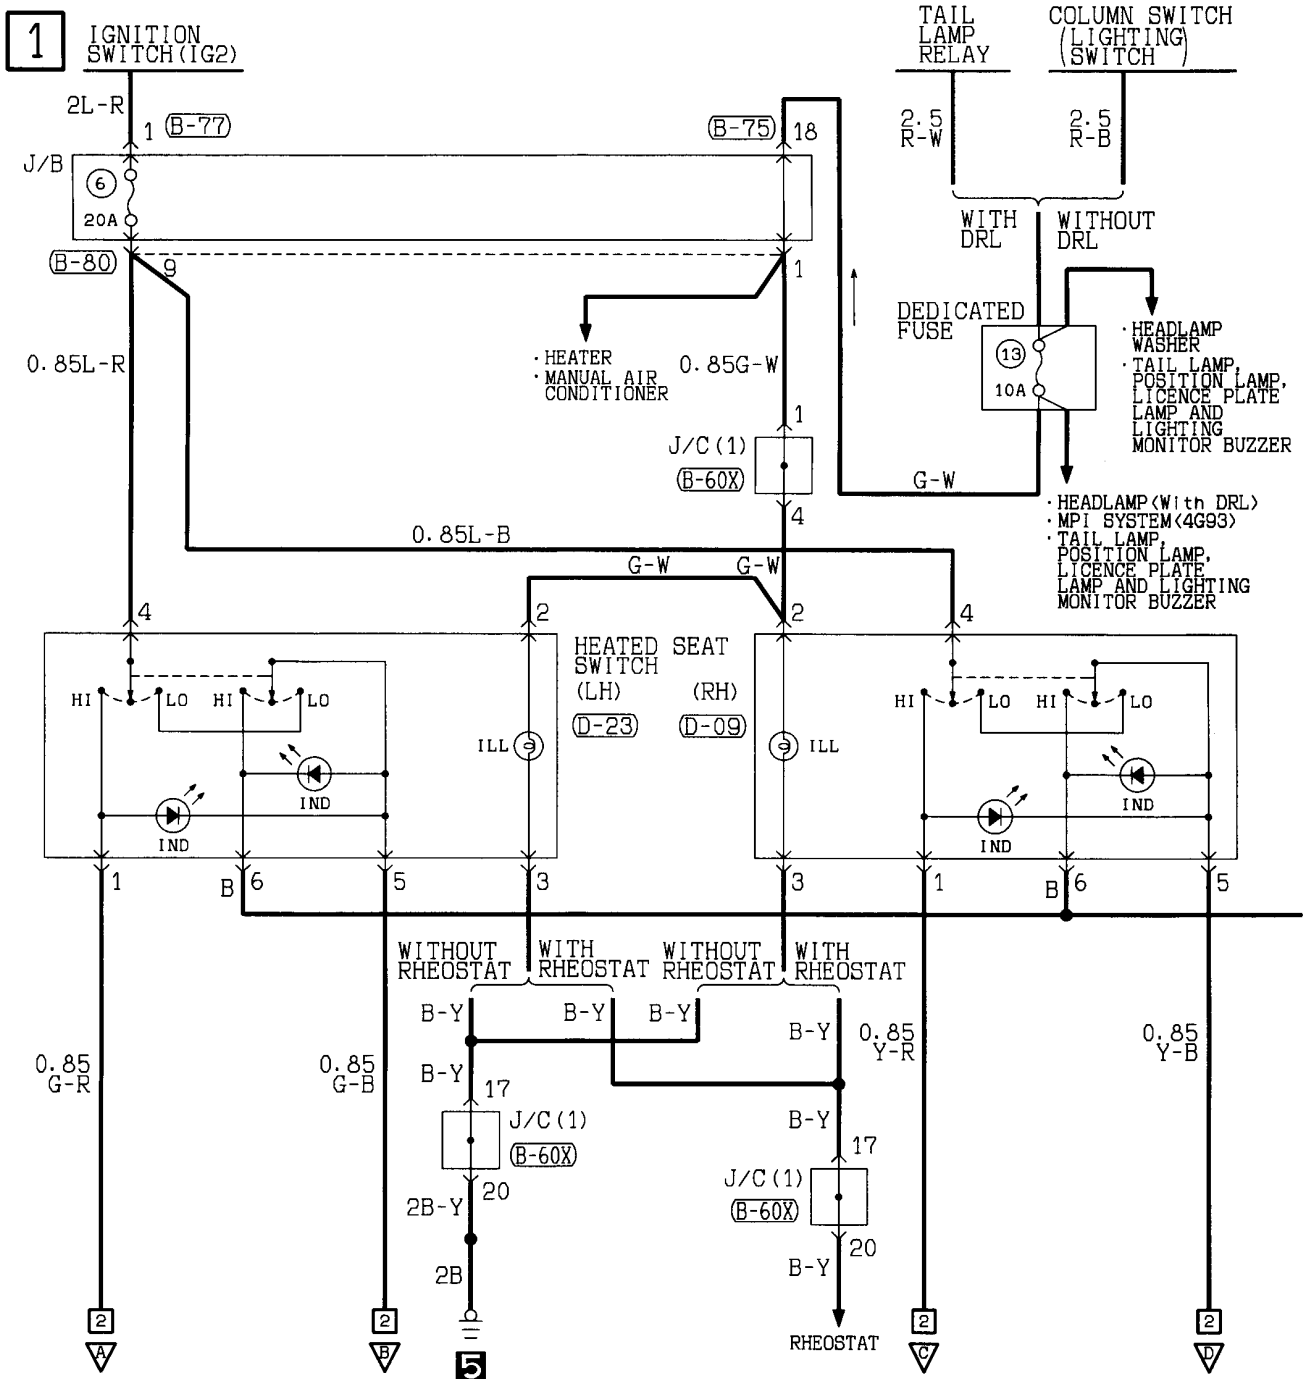 1
IGNITION
SWITCH(IG2)
TAIL
LAMP
RELAY
COLUMN SWITCH
(LIGHTING
SWITCH)
2L-R
1
B-77
B-75
18
2.5
R-W
2.5
R-B
J/B
6
20A
WITH
DRL
WITHOUT
DRL
B-80
9
1
DEDICATED
FUSE
13
10A
· HEADLAMP
WASHER
· TAIL LAMP,
POSITION LAMP,
LICENCE PLATE
LAMP AND
LIGHTING
MONITOR BUZZER
0.85L-R
· HEATER
· MANUAL AIR
CONDITIONER
0.85G-W
1
J/C(1)
B-60X
4
G-W
· HEADLAMP<With DRL>
· MPI SYSTEM<4G93>
· TAIL LAMP,
POSITION LAMP,
LICENCE PLATE
LAMP AND LIGHTING
MONITOR BUZZER
0.85L-B
G-W
G-W
4
2
2
4
HEATED SEAT
SWITCH
(LH)
(RH)
D-23
D-09
HI
LO
HI
LO
HI
LO
HI
LO
ILL
ILL
IND
IND
IND
IND
1
B
6
5
3
3
1
B
6
5
WITHOUT
RHEOSTAT
WITH
RHEOSTAT
WITHOUT
RHEOSTAT
WITH
RHEOSTAT
B-Y
B-Y
B-Y
B-Y
0.85
G-R
0.85
G-B
0.85
Y-R
0.85
Y-B
B-Y
17
J/C(1)
B-60X
20
B-Y
17
J/C(1)
B-60X
20
2B-Y
2B
B-Y
RHEOSTAT
2
A
2
B
5
2
C
2
D